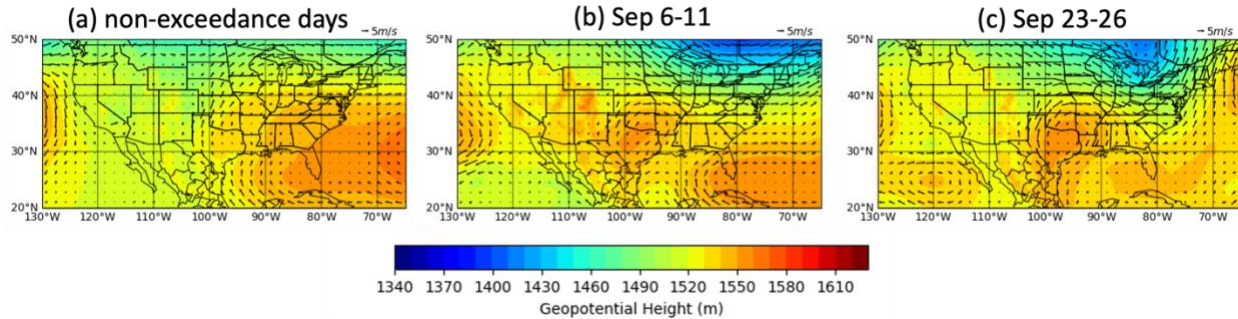 (a) non-exceedance days
(b) Sep 6-11
(c) Sep 23-26
5m/s
5m/s
5m/s
50°N
40°N
30°N
20°N
130°W 120°W 110°W 100°W 90°W 80°W 70°W
50°N
40°N
30°N
20°N
130°W 120°W 110°W 100°W 90°W 80°W 70°W
50°N
40°N
30°N
20°N
130°W 120°W 110°W 100°W 90°W 80°W 70°W
1340 1370 1400 1430 1460 1490 1520 1550 1580 1610
Geopotential Height (m)